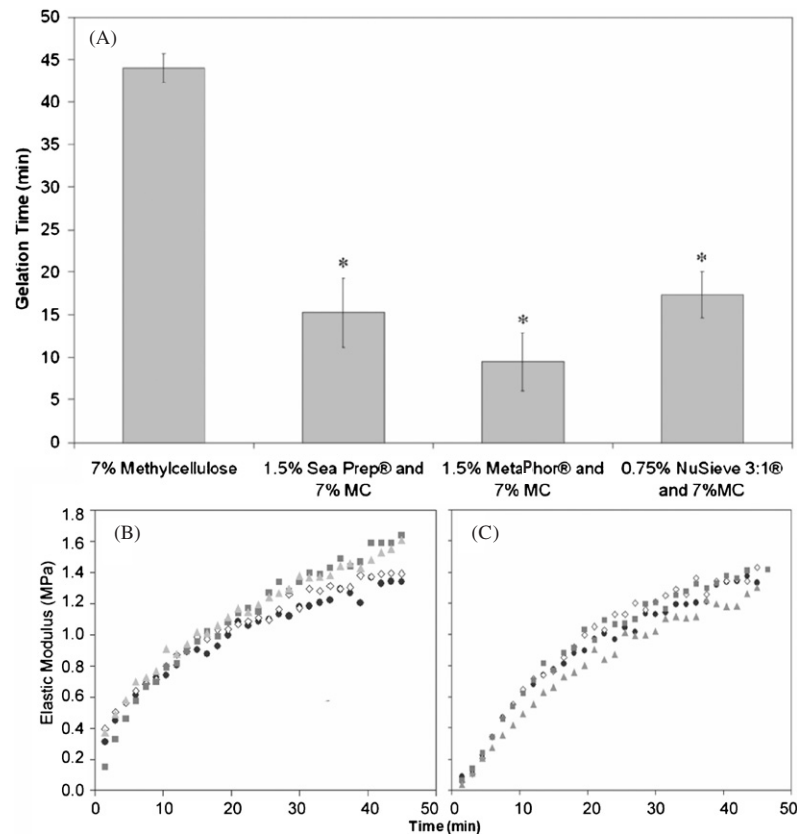 (A)
50
45
40
35
30
25
20
15
10
5
0
Gelation Time (min)
*
*
*
7% Methylcellulose
1.5% Sea Prep® and
7% MC
1.5% MetaPhor® and
7% MC
0.75% NuSieve 3:1®
and 7%MC
(B)
1.8
1.6
1.4
1.2
1.0
0.8
0.6
0.4
0.2
0.0
Elastic Modulus (MPa)
0 10 20 30 40 50
(C)
0 10 20 30 40 50
Time (min)